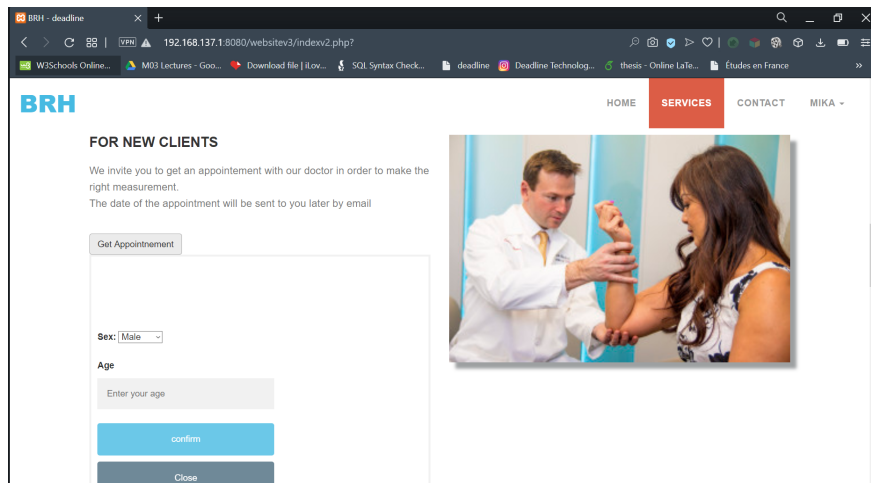 BRH - deadline
VPN
192.168.137.1:8080/websitev3/indexv2.php?
W3Schools Online...
M03 Lectures - Goo...
Download file | iLov...
SQL Syntax Check...
deadline
Deadline Technolog...
thesis - Online LaTe...
Études en France
BRH
HOME
SERVICES
CONTACT
MIKA
FOR NEW CLIENTS
We invite you to get an appointement with our doctor in order to make the
right measurement.
The date of the appointment will be sent to you later by email
Get Appointnement
Sex: Male
Age
Enter your age
confirm
Close